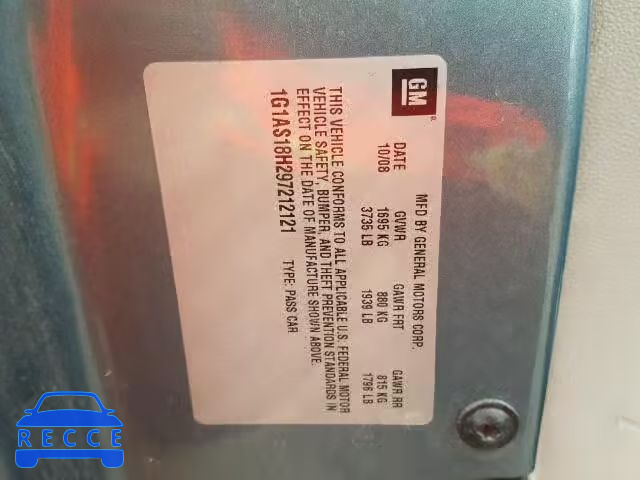 GM
MFD BY GENERAL MOTORS CORP.
DATE GVWR GAWR FRT GAWR RR
10/08 1695 KG 880 KG 815 KG
3736 LB 1939 LB 1796 LB
THIS VEHICLE CONFORMS TO ALL APPLICABLE U.S. FEDERAL MOTOR
VEHICLE SAFETY, BUMPER, AND THEFT PREVENTION STANDARDS IN
EFFECT ON THE DATE OF MANUFACTURE SHOWN ABOVE.
1G1AS18H297212121 TYPE: PASS CAR
RECCE